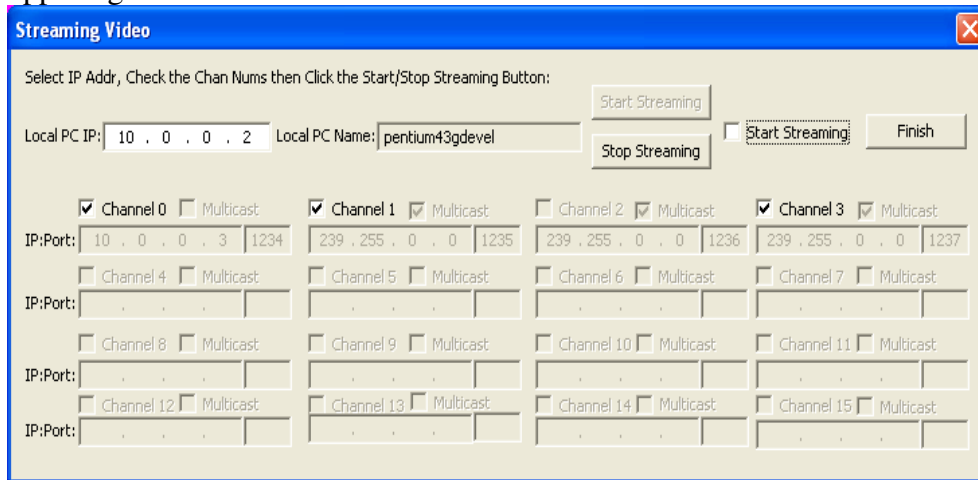 Streaming Video
Select IP Addr, Check the Chan Nums then Click the Start/Stop Streaming Button:
Start Streaming
Local PC IP: 10 . 0 . 0 . 2 Local PC Name: pentium43gdevel Start Streaming Finish
Stop Streaming
Channel 0 Multicast Channel 1 Multicast Channel 2 Multicast Channel 3 Multicast
IP:Port: 10 . 0 . 0 . 3 1234 239 . 255 . 0 . 0 1235 239 . 255 . 0 . 0 1236 239 . 255 . 0 . 0 1237
Channel 4 Multicast Channel 5 Multicast Channel 6 Multicast Channel 7 Multicast
IP:Port: . . . . . . . . . . . .
Channel 8 Multicast Channel 9 Multicast Channel 10 Multicast Channel 11 Multicast
IP:Port: . . . . . . . . . . . .
Channel 12 Multicast Channel 13 Multicast Channel 14 Multicast Channel 15 Multicast
IP:Port: . . . . . . . . . . . .